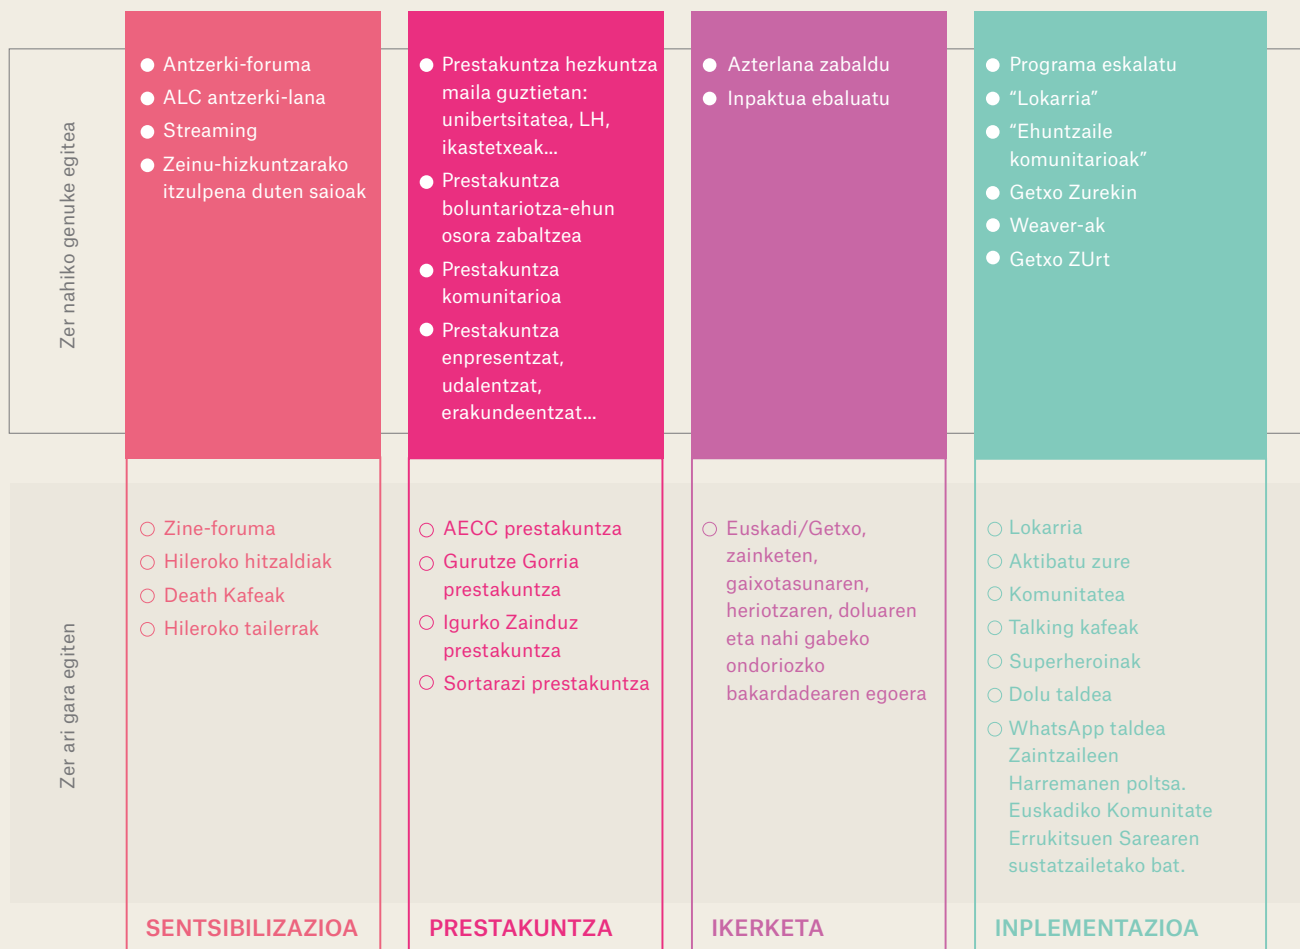 Zer nahiko genuke egitea
Antzerki-foruma
ALC antzerki-lana
Streaming
Zeinu-hizkuntzarako
itzulpena duten saioak
Prestakuntza hezkuntza
maila guztietan:
unibertsitatea, LH,
ikastetxeak...
Prestakuntza
boluntariotza-ehun
osora zabaltzea
Prestakuntza
komunitarioa
Prestakuntza
enpresentzat,
udalentzat,
erakundeentzat...
Azterlana zabaldu
Inpaktua ebaluatu
Programa eskalatu
“Lokarria”
“Ehuntzaile
komunitarioak”
Getxo Zurekin
Weaver-ak
Getxo ZUrt
Zer ari gara egiten
Zine-foruma
Hileroko hitzaldiak
Death Kafeak
Hileroko tailerrak
AECC prestakuntza
Gurutze Gorria
prestakuntza
Igurko Zainduz
prestakuntza
Sortarazi prestakuntza
Euskadi/Getxo,
zainketen,
gaixotasunaren,
heriotzaren, doluaren
eta nahi gabeko
ondoriozko
bakardadearen egoera
Lokarria
Aktibatu zure
Komunitatea
Talking kafeak
Superheroinak
Dolu taldea
WhatsApp taldea
Zaintzaileen
Harremanen poltsa.
Euskadiko Komunitate
Errukitsuen Sarearen
sustatzailetako bat.
SENTSIBILIZAZIOA
PRESTAKUNTZA
IKERKETA
INPLEMENTAZIOA